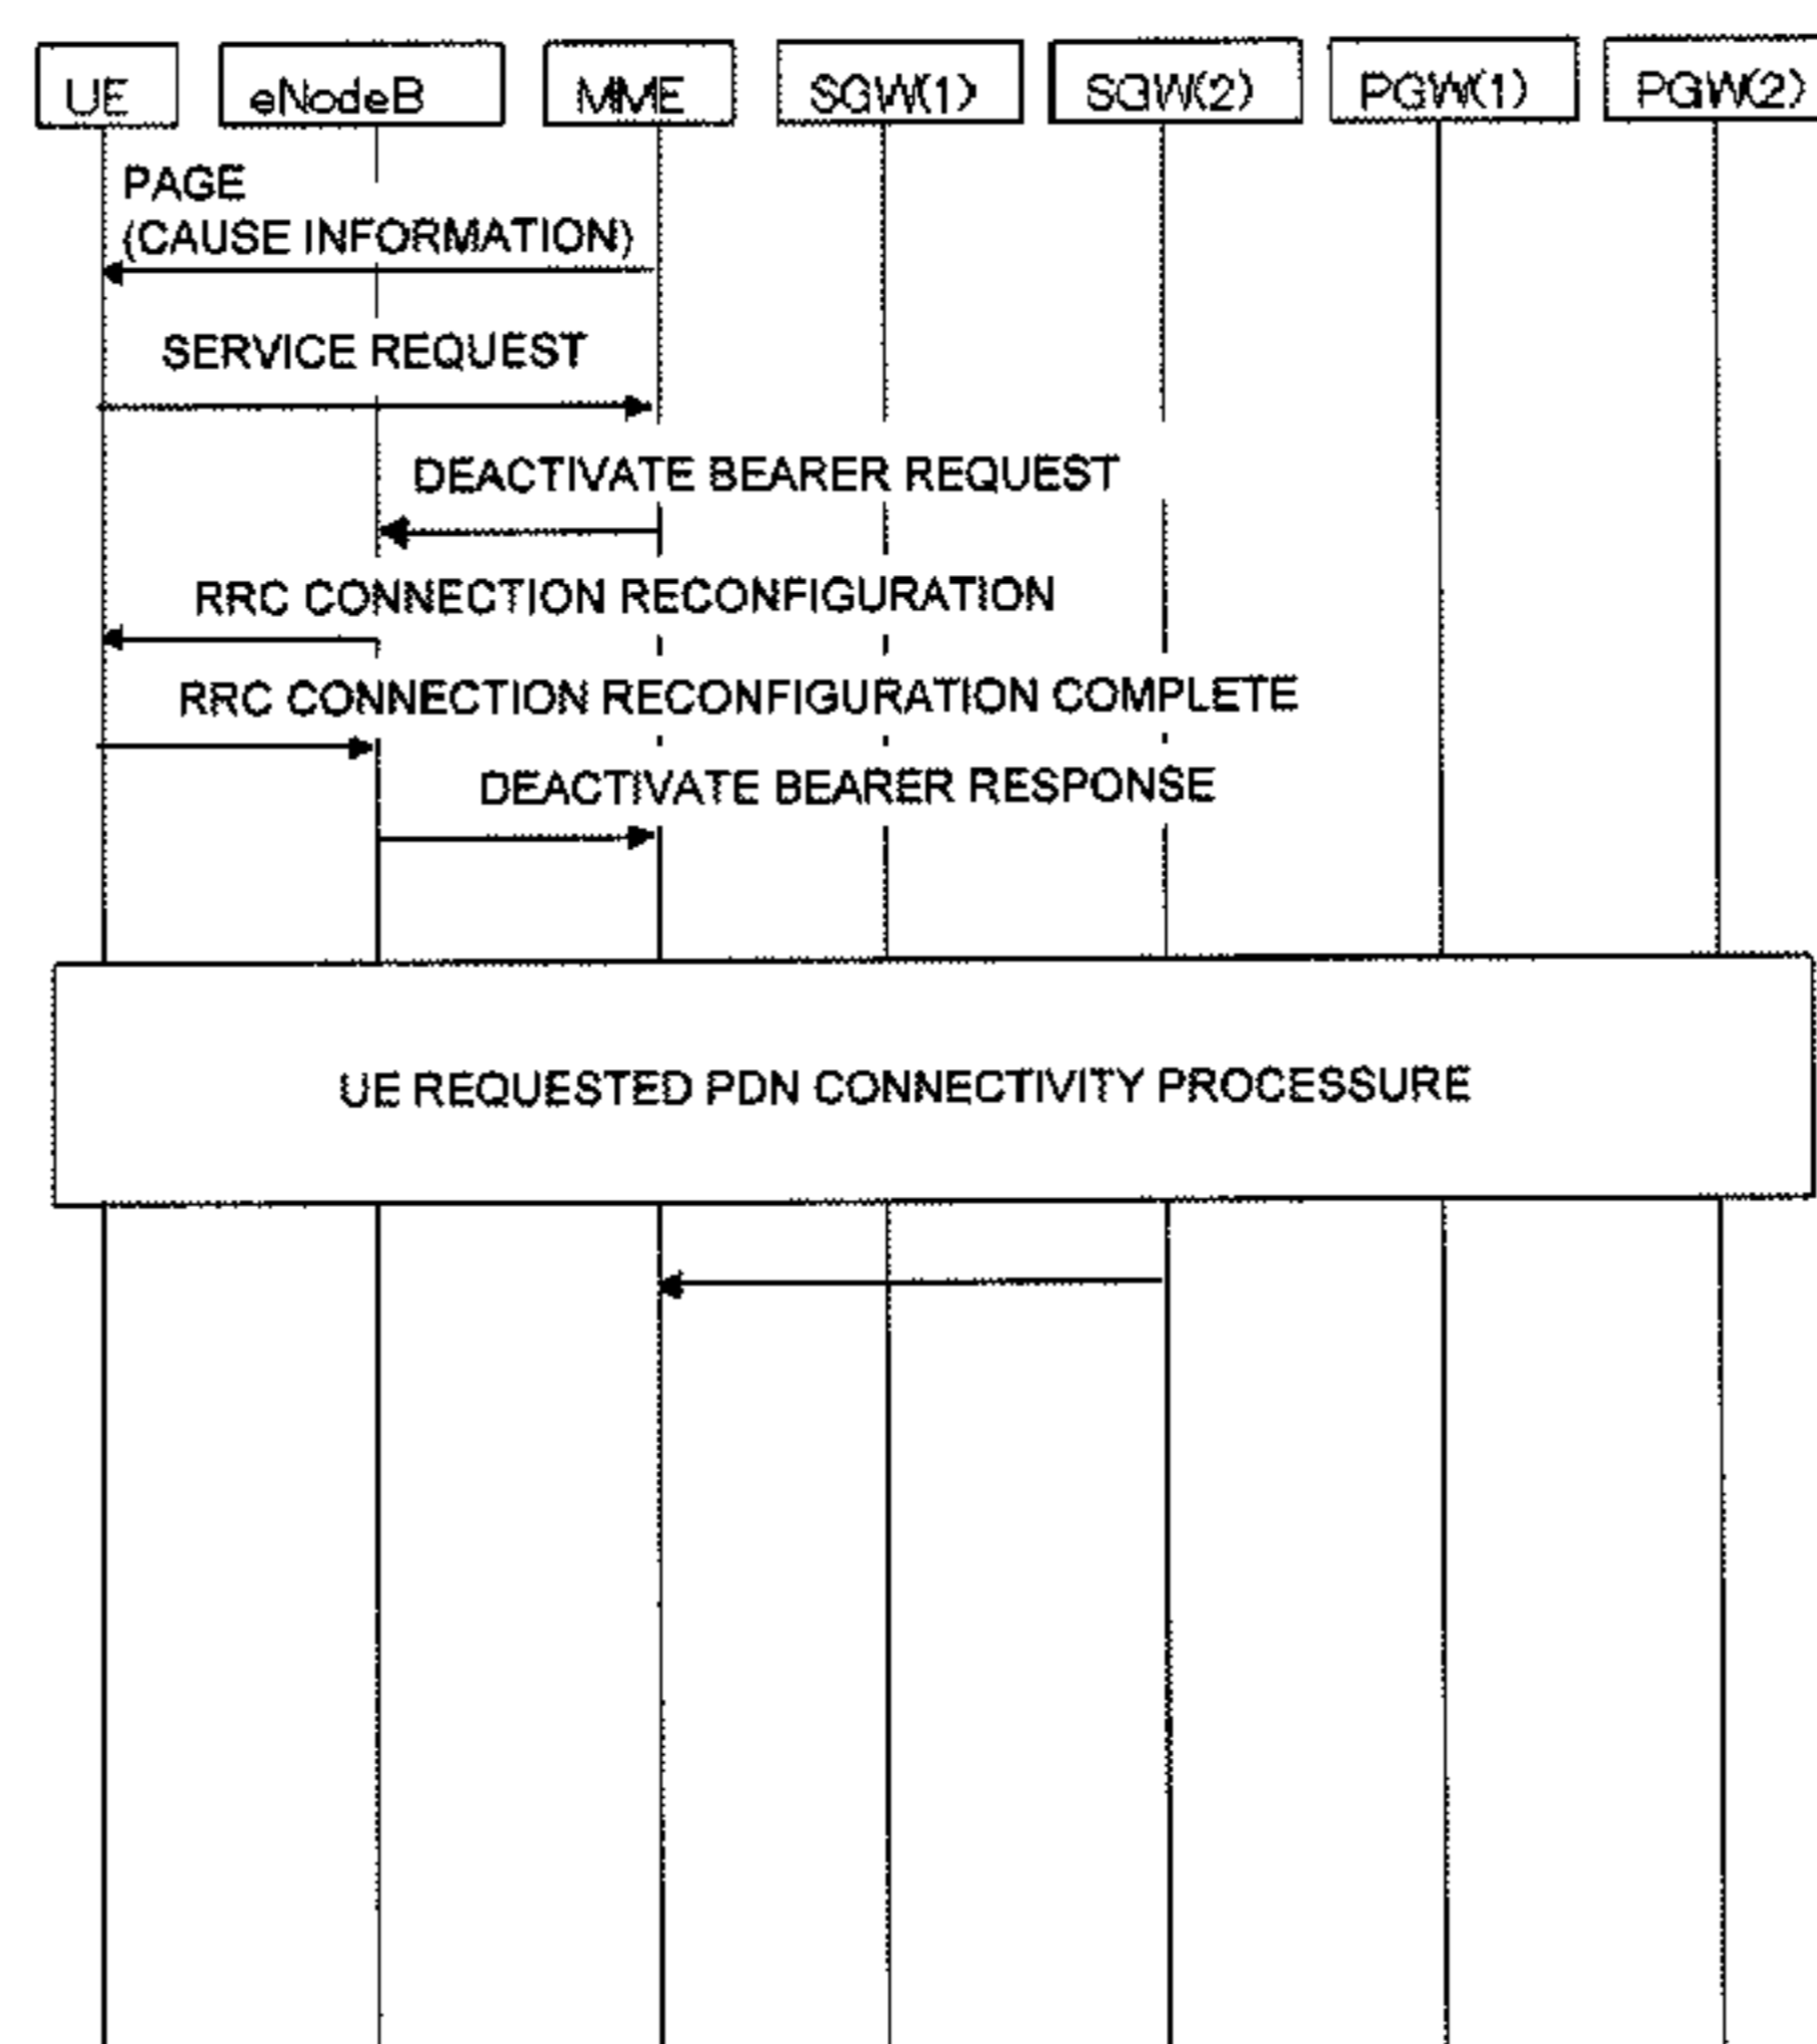 UE eNodeB MME SGW(1) SGW(2) PGW(1) PGW(2)
PAGE
(CAUSE INFORMATION)
SERVICE REQUEST
DEACTIVATE BEARER REQUEST
RRC CONNECTION RECONFIGURATION
RRC CONNECTION RECONFIGURATION COMPLETE
DEACTIVATE BEARER RESPONSE
UE REQUESTED PDN CONNECTIVITY PROCESSURE